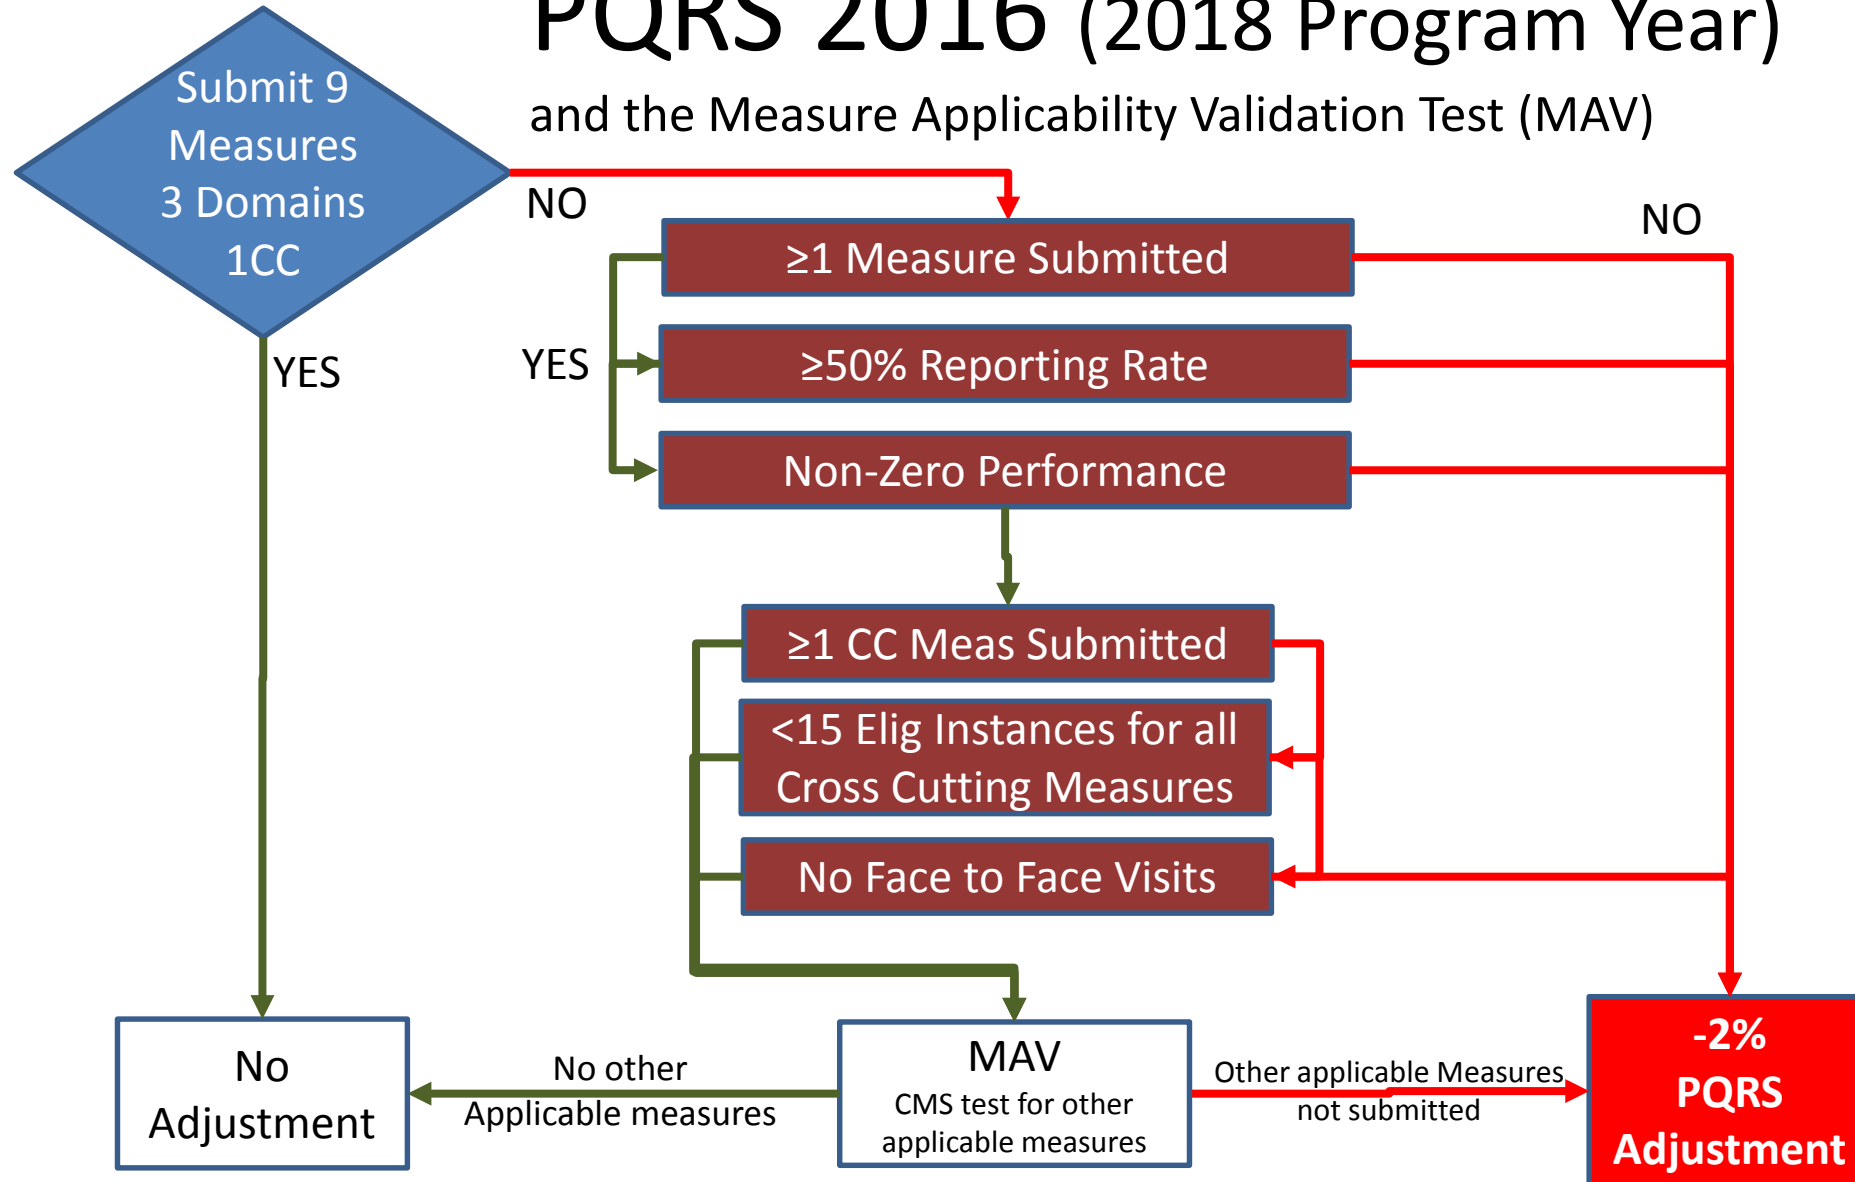 PQRS 2016 (2018 Program Year)
and the Measure Applicability Validation Test (MAV)
Submit 9
Measures
3 Domains
1CC
NO
NO
YES
YES
≥1 Measure Submitted
≥50% Reporting Rate
Non-Zero Performance
≥1 CC Meas Submitted
<15 Elig Instances for all
Cross Cutting Measures
No Face to Face Visits
No
Adjustment
No other
Applicable measures
MAV
CMS test for other
applicable measures
Other applicable Measures
not submitted
-2%
PQRS
Adjustment